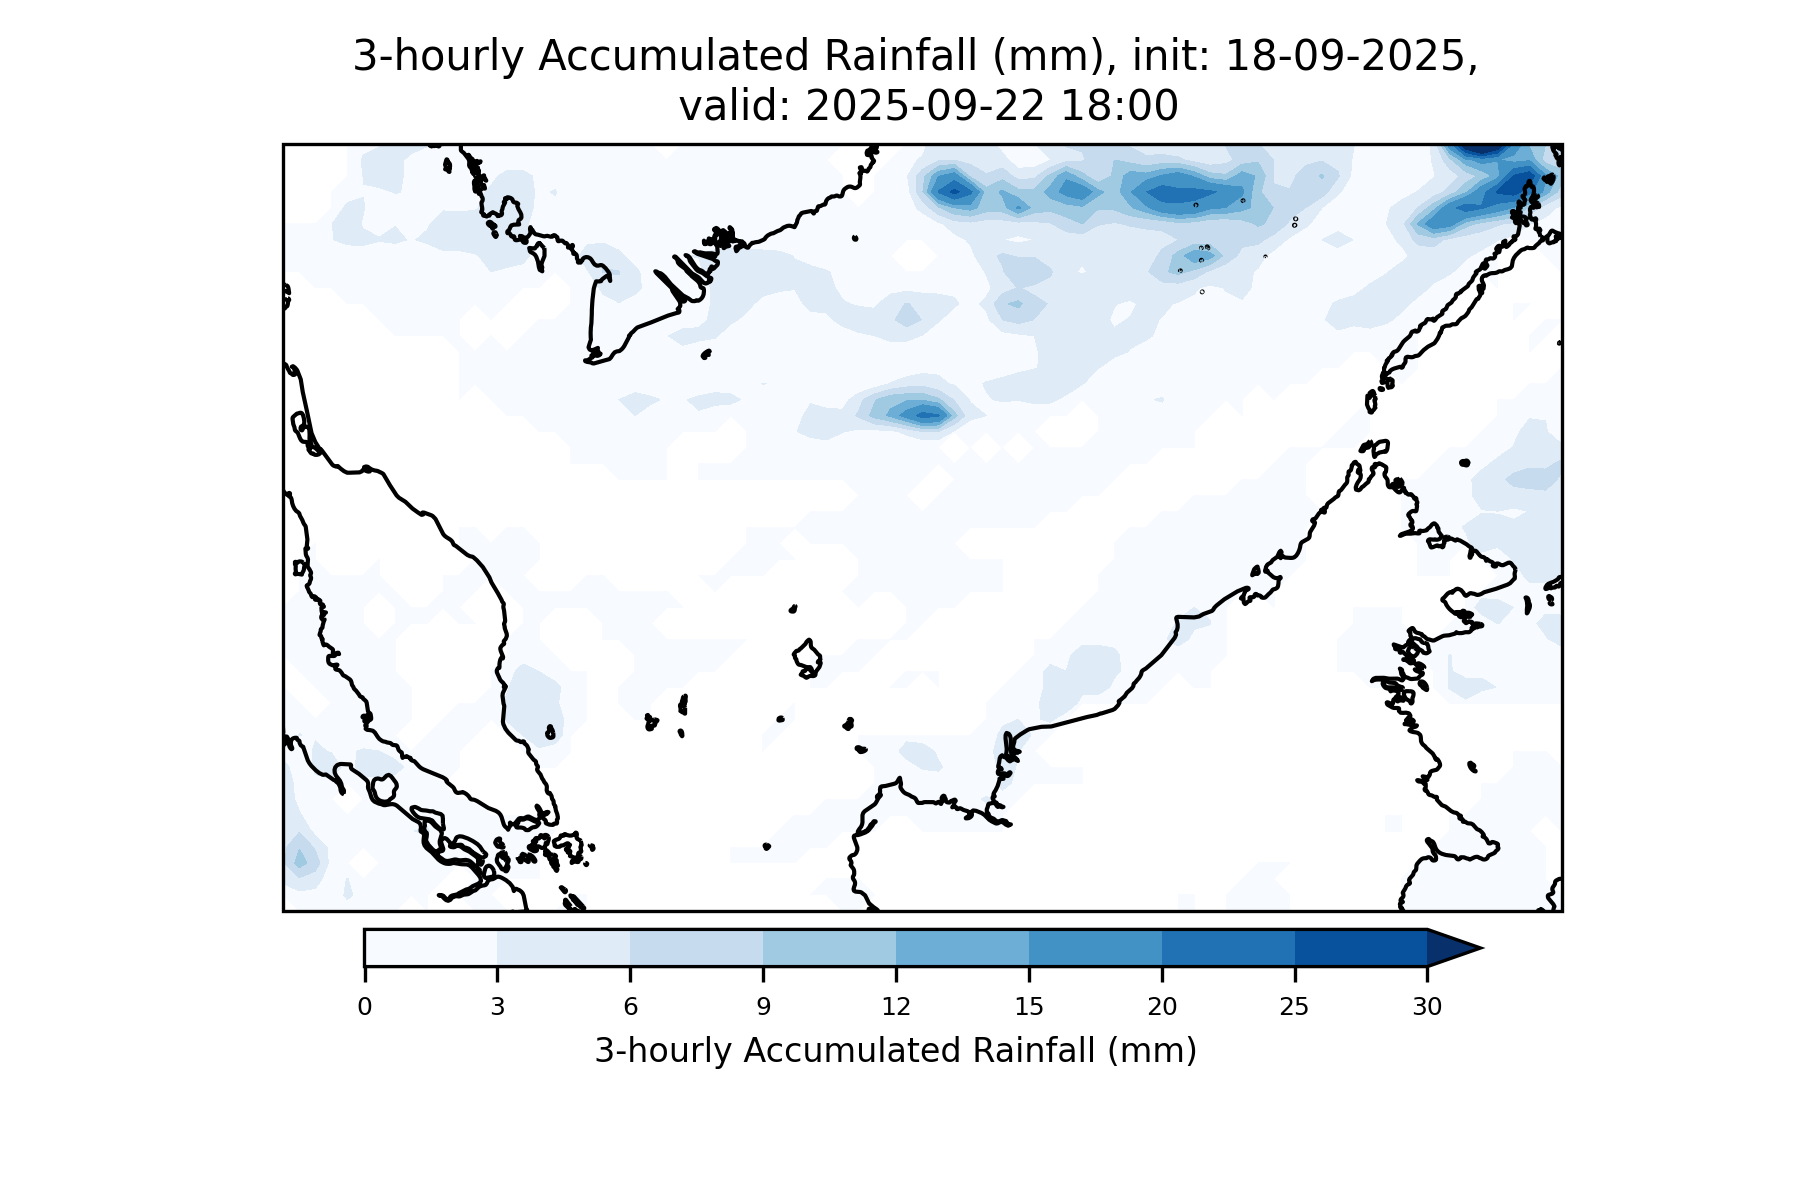 3-hourly Accumulated Rainfall (mm), init: 18-09-2025,
valid: 2025-09-22 18:00
0 3 6 9 12 15 20 25 30
3-hourly Accumulated Rainfall (mm)